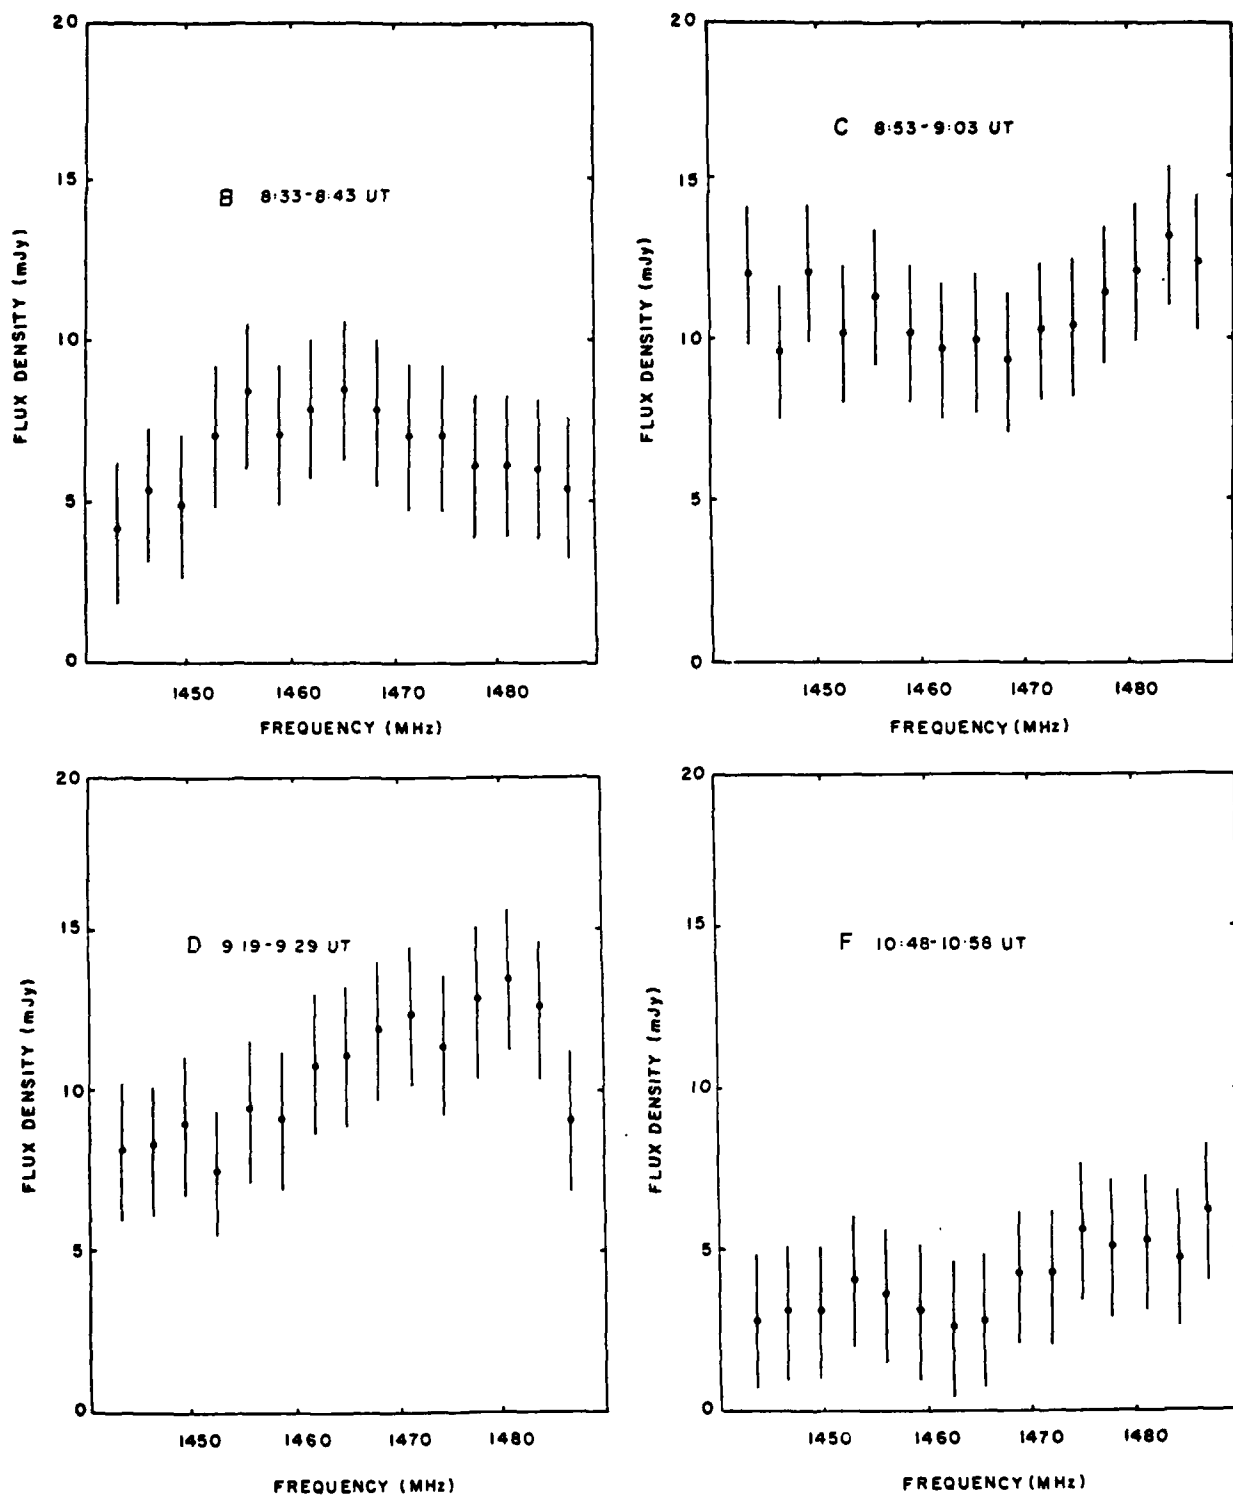 20
15
10
5
0
FLUX DENSITY (mJy)
B 8:33-8:43 UT
1450 1460 1470 1480
FREQUENCY (MHz)
20
15
10
5
0
FLUX DENSITY (mJy)
C 8:53-9:03 UT
1450 1460 1470 1480
FREQUENCY (MHz)
20
15
10
5
0
FLUX DENSITY (mJy)
D 9 19-9 29 UT
1450 1460 1470 1480
FREQUENCY (MHz)
20
15
10
5
0
FLUX DENSITY (mJy)
F 10:48-10:58 UT
1450 1460 1470 1480
FREQUENCY (MHz)